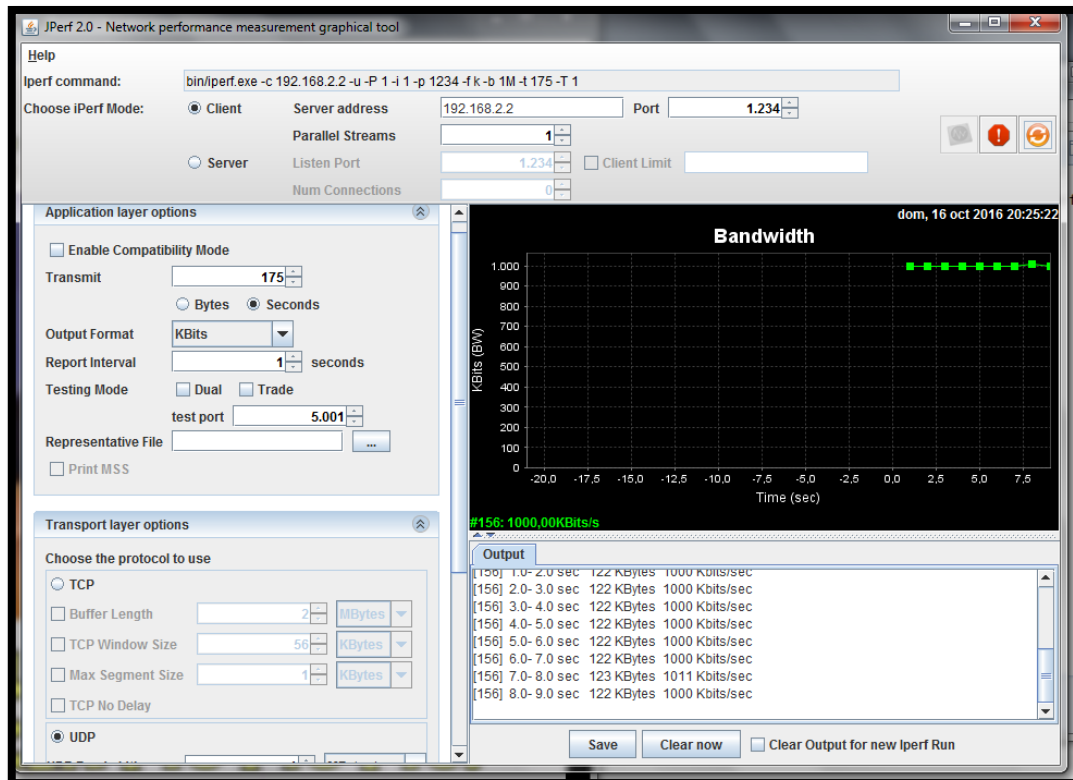 JPerf 2.0 - Network performance measurement graphical tool
Help
Iperf command: bin/iperf.exe -c 192.168.2.2 -u -P 1 -i 1 -p 1234 -f k -b 1M -t 175 -T 1
Choose iPerf Mode: Client Server address 192.168.2.2 Port 1.234
Parallel Streams 1
Server Listen Port 1.234 Client Limit
Num Connections 0
Application layer options
Enable Compatibility Mode
Transmit 175
Bytes Seconds
Output Format KBits
Report Interval 1 seconds
Testing Mode Dual Trade
test port 5.001
Representative File ...
Print MSS
Transport layer options
Choose the protocol to use
TCP
Buffer Length 2 MBytes
TCP Window Size 56 KBytes
Max Segment Size 1 KBytes
TCP No Delay
UDP
dom, 16 oct 2016 20:25:22
Bandwidth
KBits (BW)
1.000
900
800
700
600
500
400
300
200
100
0
-20,0 -17,5 -15,0 -12,5 -10,0 -7,5 -5,0 -2,5 0,0 2,5 5,0 7,5
Time (sec)
#156: 1000,00KBits/s
Output
[156] 1.0- 2.0 sec 122 KBytes 1000 Kbits/sec
[156] 2.0- 3.0 sec 122 KBytes 1000 Kbits/sec
[156] 3.0- 4.0 sec 122 KBytes 1000 Kbits/sec
[156] 4.0- 5.0 sec 122 KBytes 1000 Kbits/sec
[156] 5.0- 6.0 sec 122 KBytes 1000 Kbits/sec
[156] 6.0- 7.0 sec 122 KBytes 1000 Kbits/sec
[156] 7.0- 8.0 sec 123 KBytes 1011 Kbits/sec
[156] 8.0- 9.0 sec 122 KBytes 1000 Kbits/sec
Save Clear now Clear Output for new Iperf Run